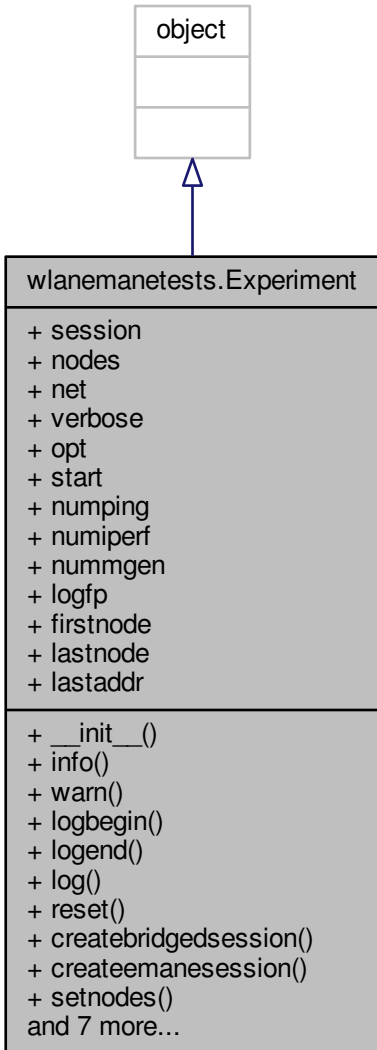 object
wlanemanetests.Experiment
+ session
+ nodes
+ net
+ verbose
+ opt
+ start
+ numping
+ numiperf
+ nummgen
+ logfp
+ firstnode
+ lastnode
+ lastaddr
+ __init__()
+ info()
+ warn()
+ logbegin()
+ logend()
+ log()
+ reset()
+ createbridgedsession()
+ createemanesession()
+ setnodes()
and 7 more...